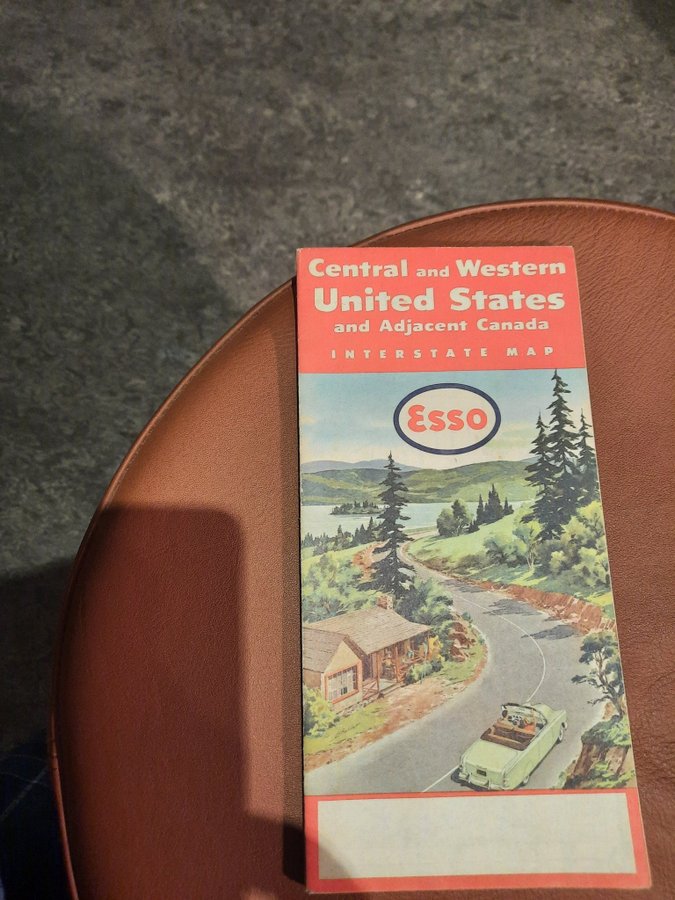 Central and Western
United States
and Adjacent Canada
INTERSTATE MAP
Esso